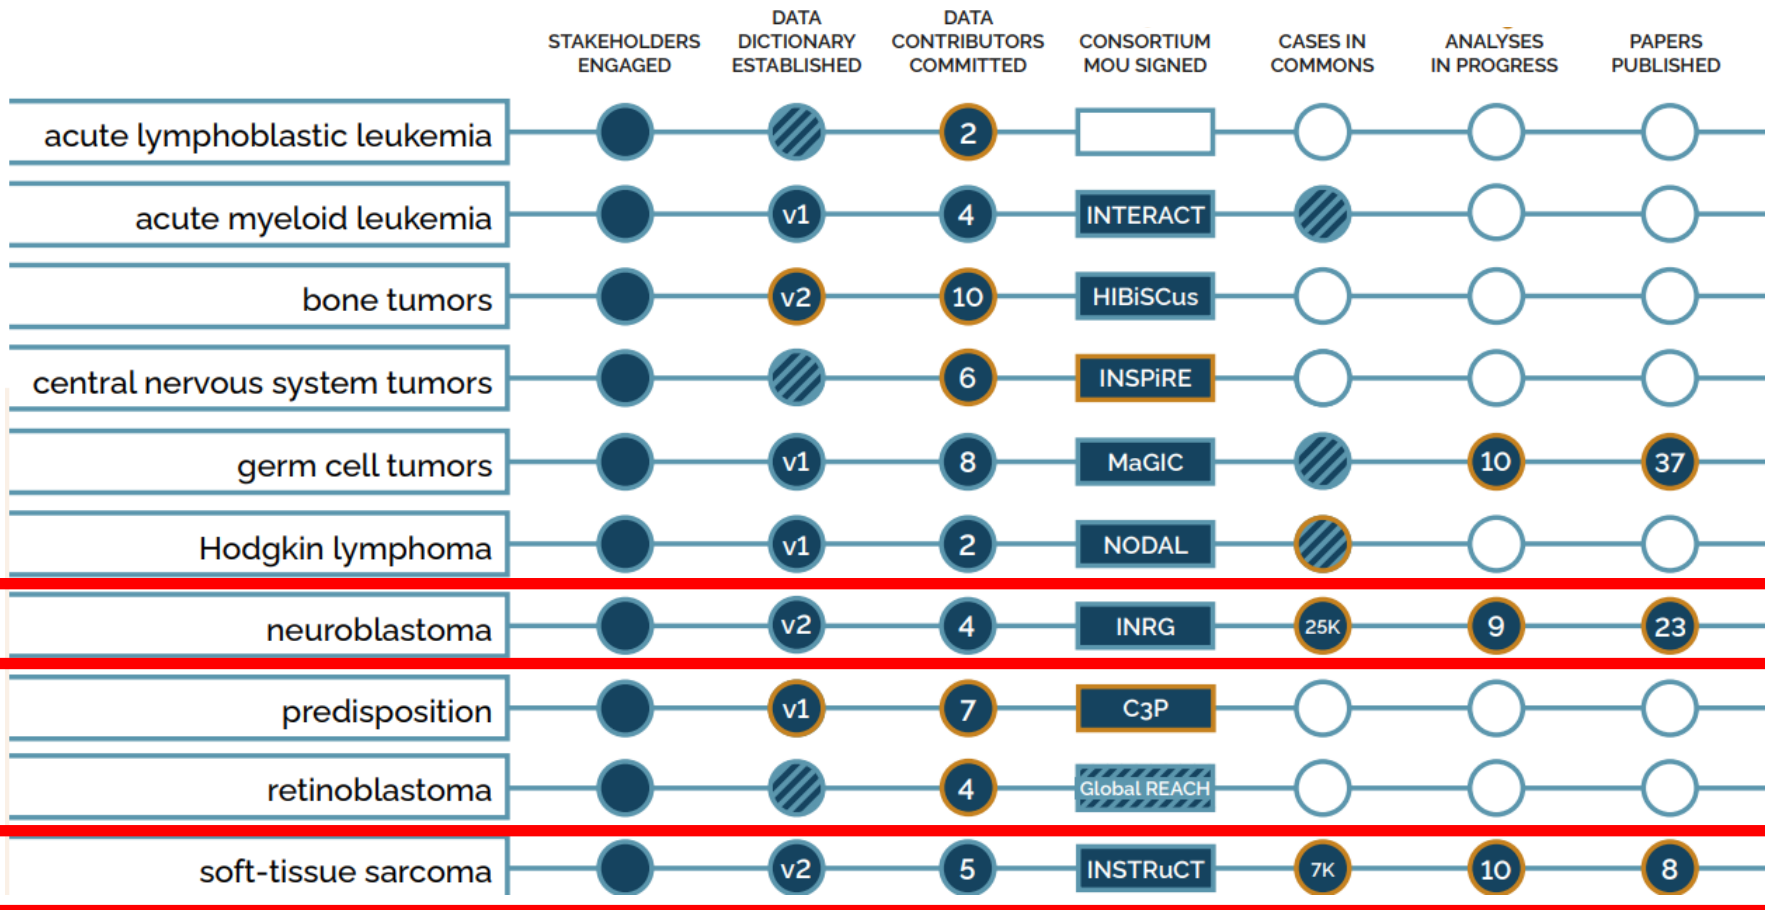 STAKEHOLDERS ENGAGED
DATA DICTIONARY ESTABLISHED
DATA CONTRIBUTORS COMMITTED
CONSORTIUM MOU SIGNED
CASES IN COMMONS
ANALYSES IN PROGRESS
PAPERS PUBLISHED
acute lymphoblastic leukemia 2
acute myeloid leukemia v1 4 INTERACT
bone tumors v2 10 HIBiSCus
central nervous system tumors 6 INSPiRE
germ cell tumors v1 8 MaGIC 10 37
Hodgkin lymphoma v1 2 NODAL
neuroblastoma v2 4 INRG 25K 9 23
predisposition v1 7 C3P
retinoblastoma 4 Global REACH
soft-tissue sarcoma v2 5 INSTRuCT 7K 10 8